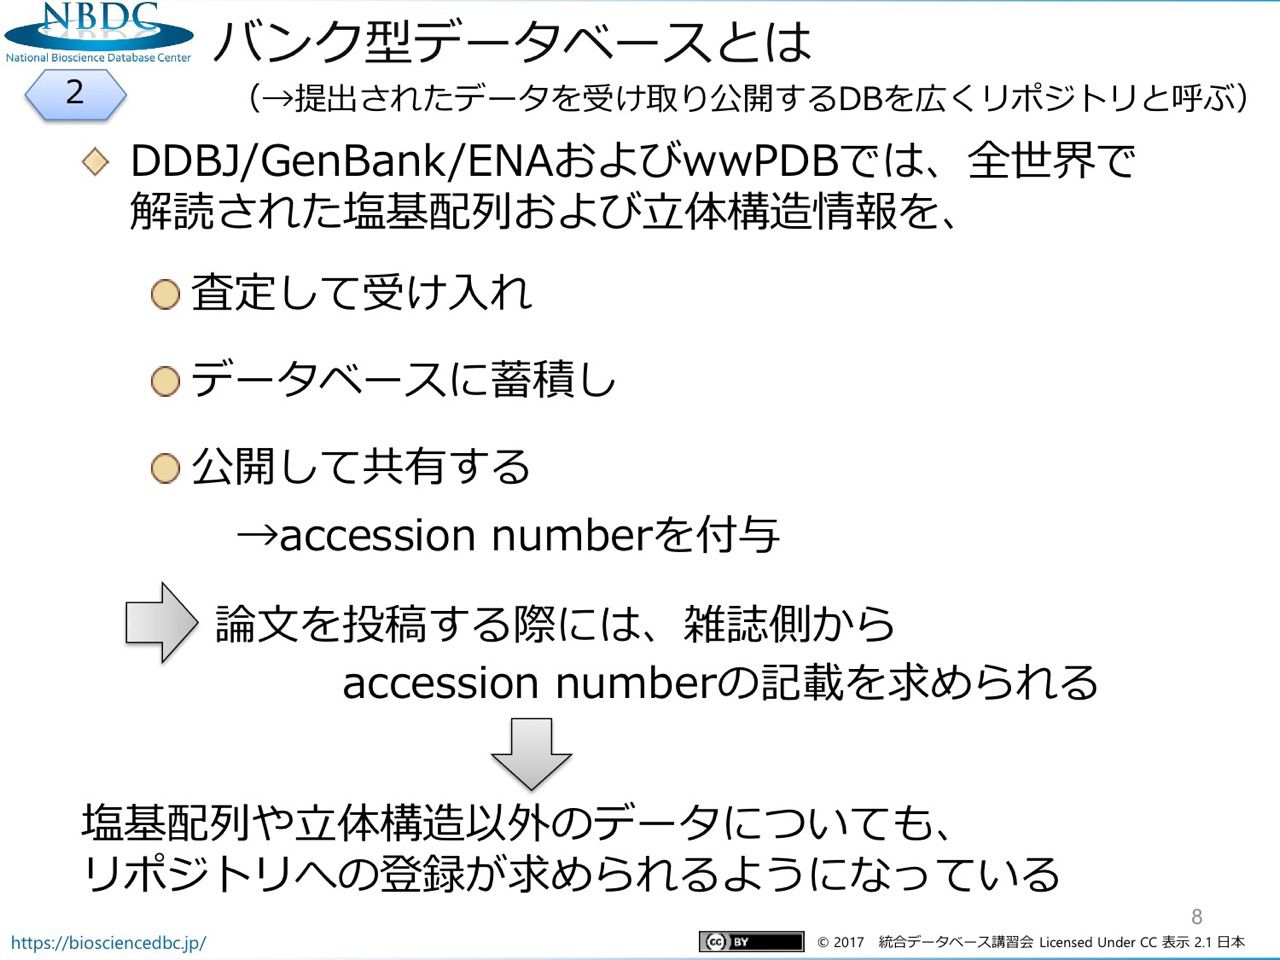 NBDC
National Bioscience Database Center
バンク型データベースとは
2
（→提出されたデータを受け取り公開するDBを広くリポジトリと呼ぶ）
DDBJ/GenBank/ENAおよびwwPDBでは、全世界で
解読された塩基配列および立体構造情報を、
査定して受け入れ
データベースに蓄積し
公開して共有する
→accession numberを付与
論文を投稿する際には、雑誌側から
accession numberの記載を求められる
塩基配列や立体構造以外のデータについても、
リポジトリへの登録が求められるようになっている
8
https://biosciencedbc.jp/
cc BY
© 2017 統合データベース講習会 Licensed Under CC 表示 2.1 日本